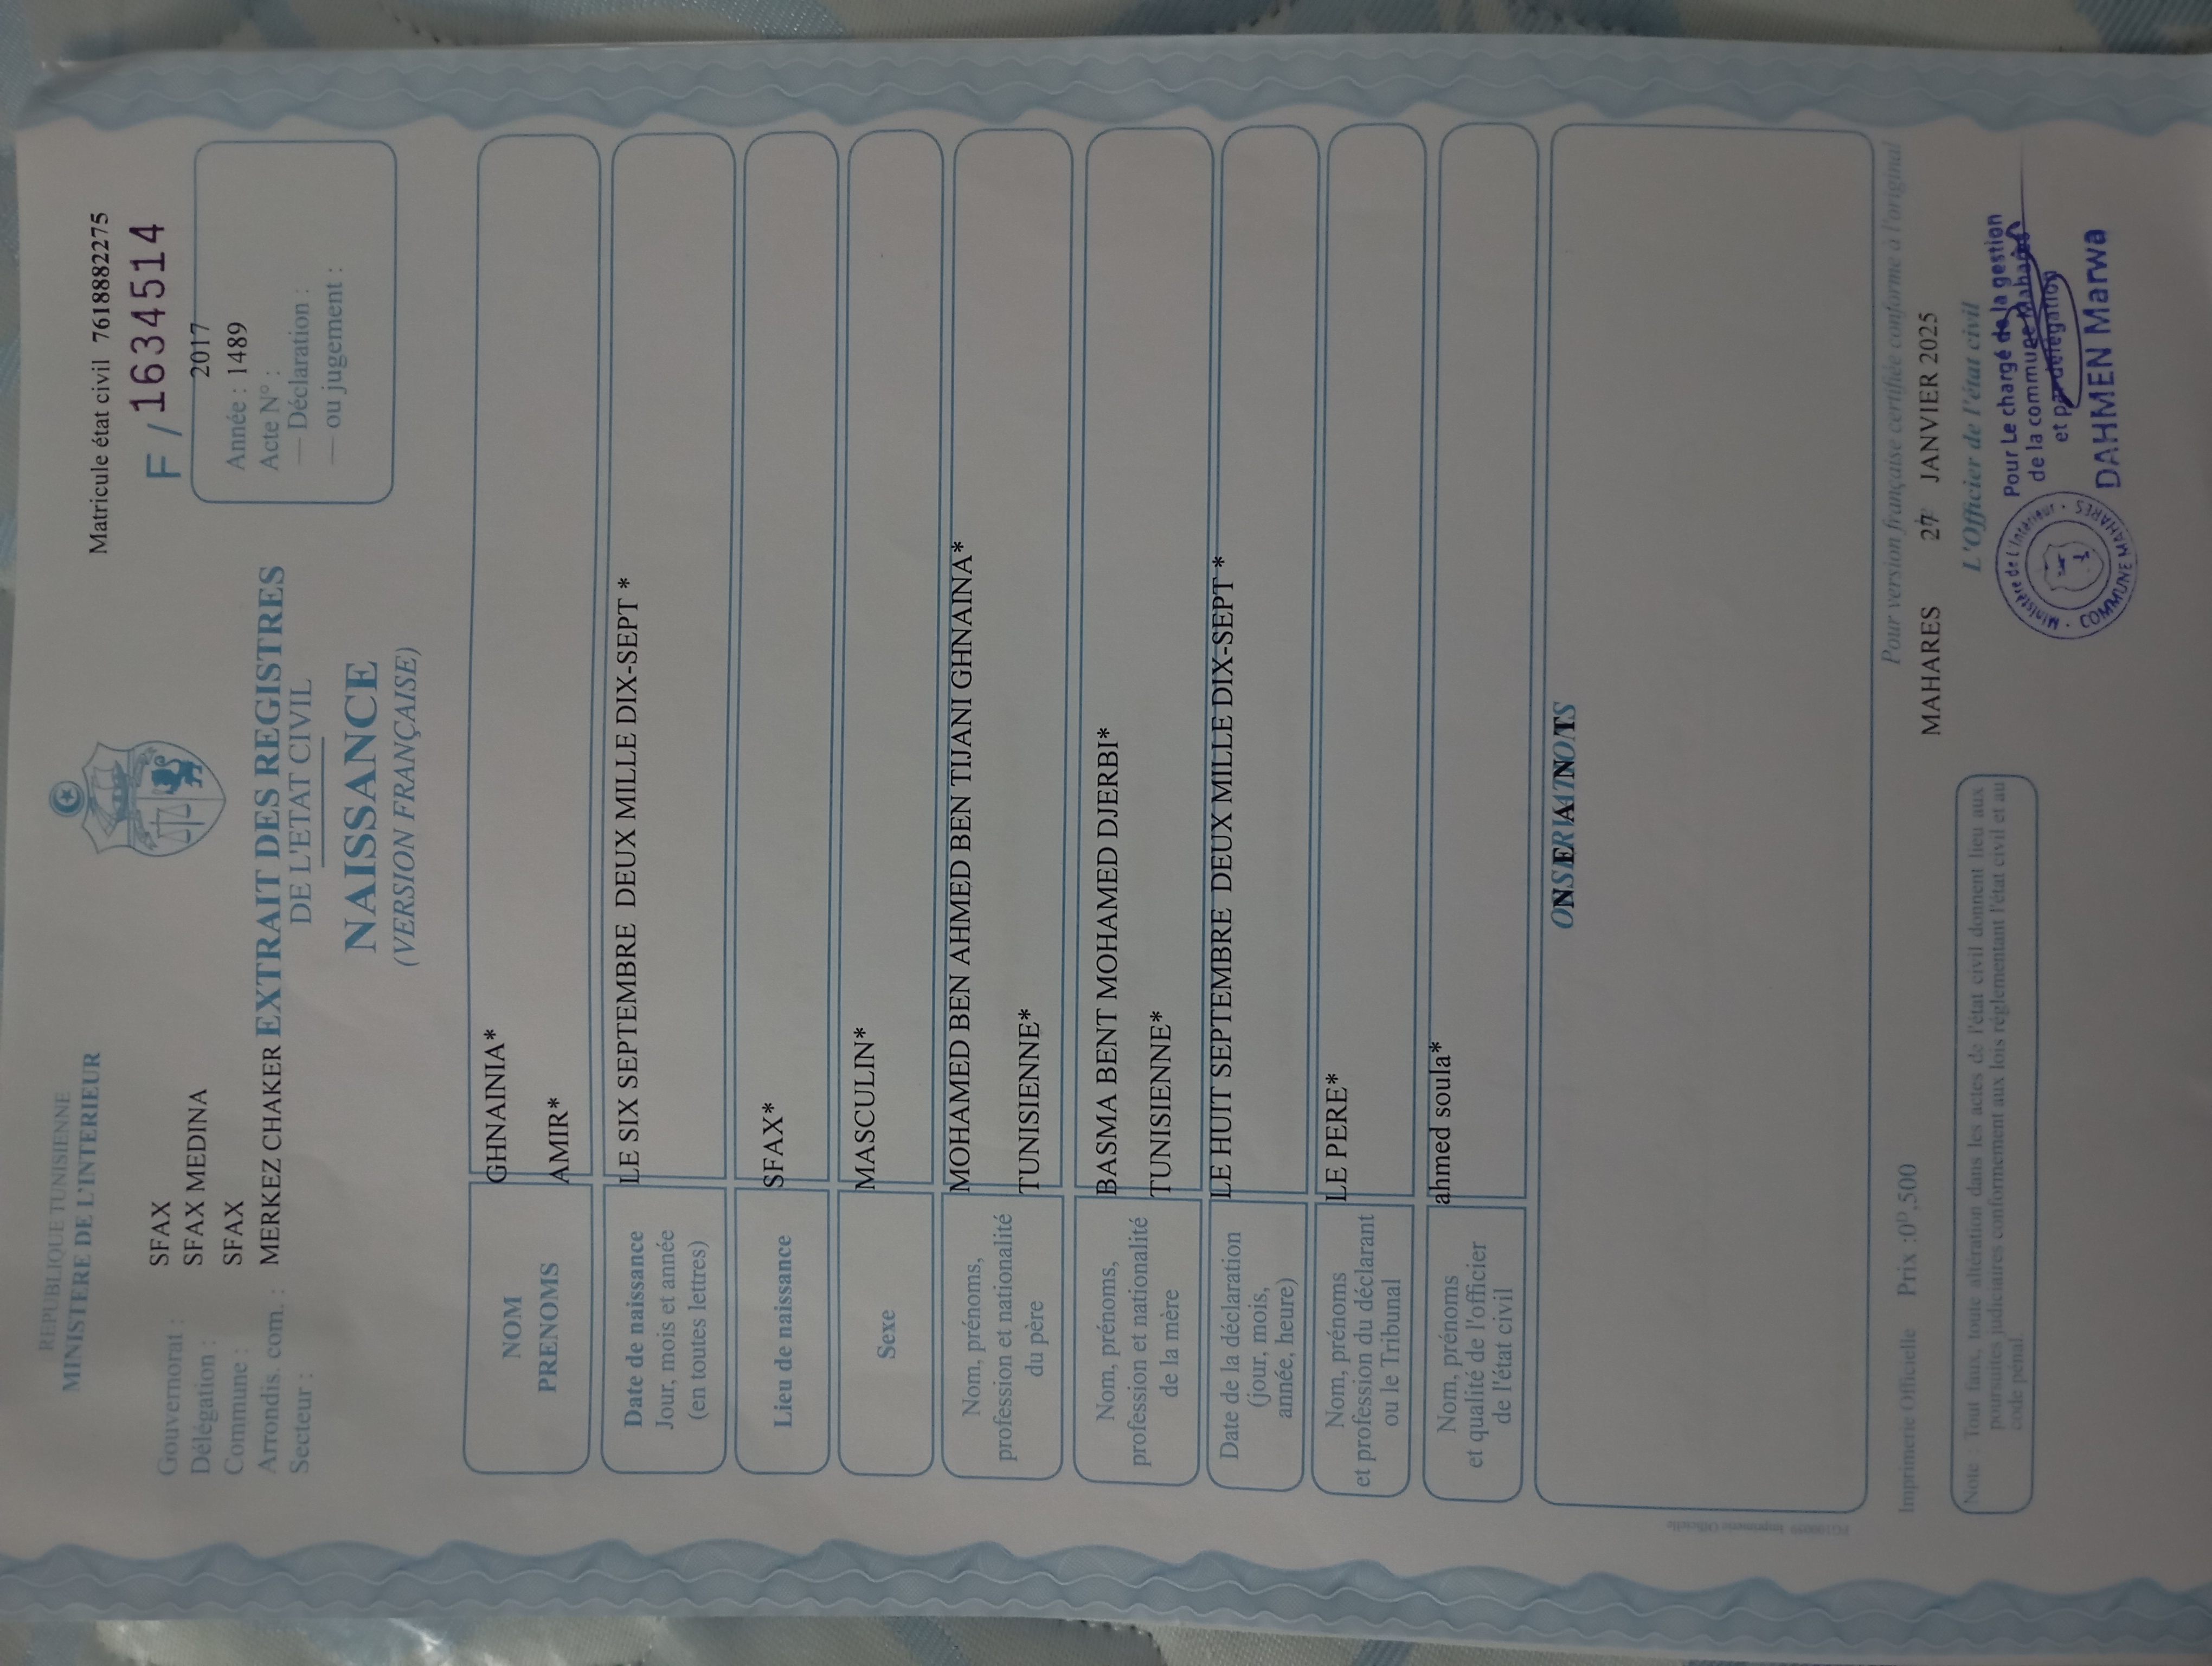 REPUBLIQUE TUNISIENNE
MINISTERE DE L'INTERIEUR
Gouvernorat : SFAX
Délégation : SFAX MEDINA
Commune : SFAX
Arrondis. com. : MERKEZ CHAKER
Secteur :
Matricule état civil 7618882275
F / 1634514
2017
Année : 1489
Acte N° :
— Déclaration :
— ou jugement :
EXTRAIT DES REGISTRES
DE L'ETAT CIVIL
NAISSANCE
(VERSION FRANÇAISE)
NOM GHNAINIA*
PRENOMS AMIR*
Date de naissance
Jour, mois et année
(en toutes lettres)
LE SIX SEPTEMBRE DEUX MILLE DIX-SEPT *
Lieu de naissance SFAX*
Sexe MASCULIN*
Nom, prénoms,
profession et nationalité
du père
MOHAMED BEN AHMED BEN TIJANI GHNAINA*
TUNISIENNE*
Nom, prénoms,
profession et nationalité
de la mère
BASMA BENT MOHAMED DJERBI*
TUNISIENNE*
Date de la déclaration
(jour, mois,
année, heure)
LE HUIT SEPTEMBRE DEUX MILLE DIX-SEPT *
Nom, prénoms
et profession du déclarant
ou le Tribunal
LE PERE*
Nom, prénoms
et qualité de l'officier
de l'état civil
ahmed soula*
Imprimerie Officielle Prix :0ᴰ,500
Note : Tout faux, toute altération dans les actes de l'état civil donnent lieu aux
poursuites judiciaires conformément aux lois réglementant l'état civil et au
code pénal
Pour version française certifiée conforme à l'original
MAHARES 27 JANVIER 2025
L'Officier de l'état civil
Pour Le chargé de la gestion
de la commune Mahares
et par délégation
DAHMEN Marwa
Ministère de l'Intérieur
COMMUNE MAHARES